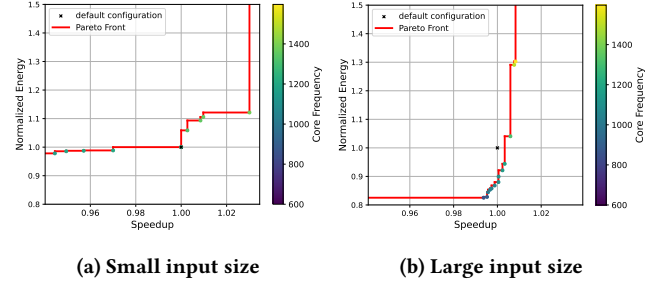 default configuration
Pareto Front
1.5
1.4
1.3
1.2
1.1
1.0
0.9
0.8
Normalized Energy
0.96
0.98
1.00
1.02
Speedup
1400
1200
1000
800
600
Core Frequency
default configuration
Pareto Front
1.5
1.4
1.3
1.2
1.1
1.0
0.9
0.8
Normalized Energy
0.96
0.98
1.00
1.02
Speedup
1400
1200
1000
800
600
Core Frequency
(a) Small input size
(b) Large input size